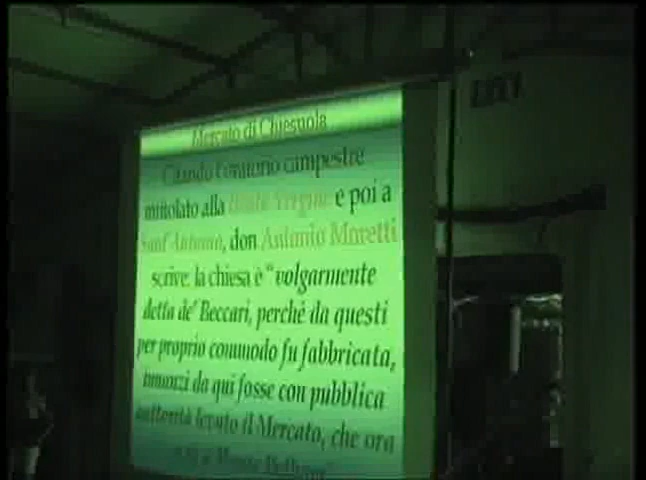 Mercato di Chiesuola
Citando l'oratorio campestre
intitolato alla Beata Vergine e poi a
Sant'Antonio, don Antonio Moretti
scrive: la chiesa è "volgarmente
detta de' Beccari, perché da questi
per proprio commodo fu fabbricata,
innanzi da qui fosse con pubblica
autorità levato il Mercato, che ora